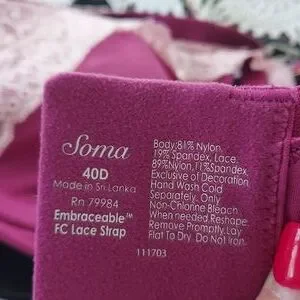 Soma
40D
Made in Sri Lanka
Rn 79984
Embraceable™
FC Lace Strap
Body:81% Nylon,
19% Spandex, Lace:
89%Nylon,11%Spandex,
Exclusive of Decoration
Hand Wash Cold
Separately. Only
Non-Chlorine Bleach
When needed. Reshape.
Remove Promptly. Lay
Flat To Dry. Do Not Iron.
111703